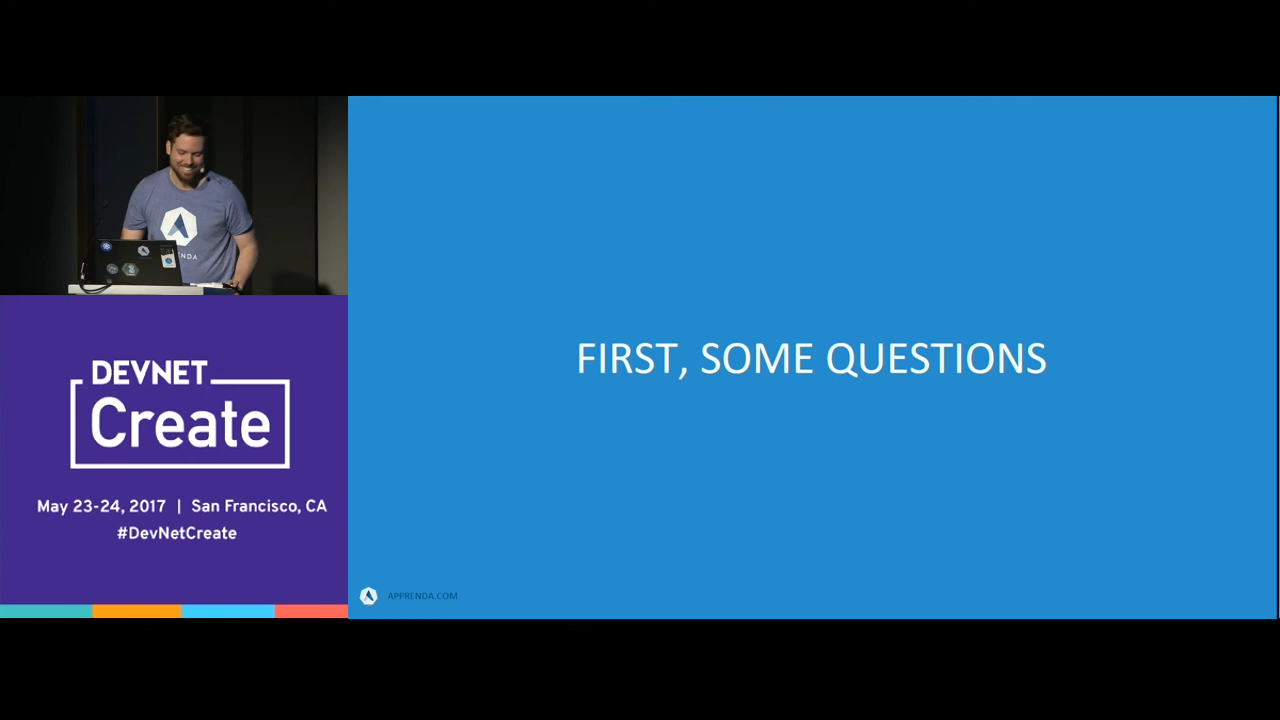 FIRST, SOME QUESTIONS
DEVNET
Create
May 23-24, 2017 | San Francisco, CA
#DevNetCreate
APPRENDA.COM